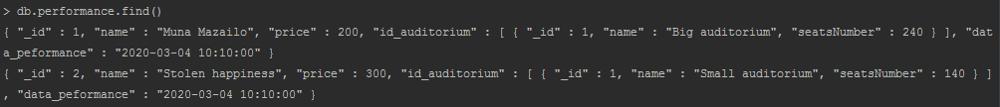 > db.performance.find()
{ "_id" : 1, "name" : "Muna Mazailo", "price" : 200, "id_auditorium" : [ { "_id" : 1, "name" : "Big auditorium", "seatsNumber" : 240 } ], "dat
a_peformance" : "2020-03-04 10:10:00" }
{ "_id" : 2, "name" : "Stolen happiness", "price" : 300, "id_auditorium" : [ { "_id" : 1, "name" : "Small auditorium", "seatsNumber" : 140 } ]
, "data_peformance" : "2020-03-04 10:10:00" }